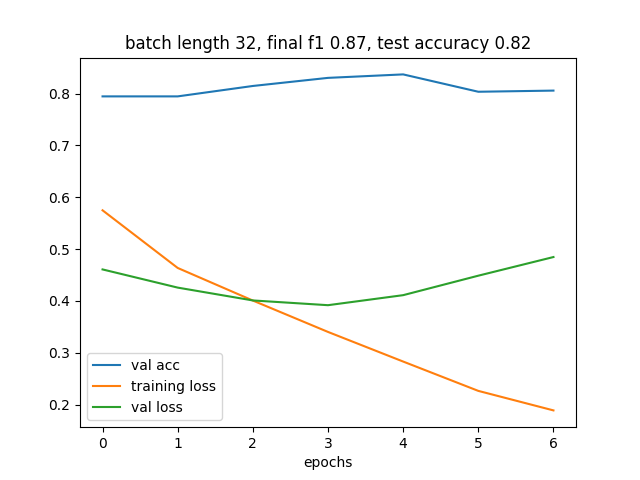 batch length 32, final f1 0.87, test accuracy 0.82
0.8
0.7
0.6
0.5
0.4
0.3
0.2
val acc
training loss
val loss
0 1 2 3 4 5 6
epochs